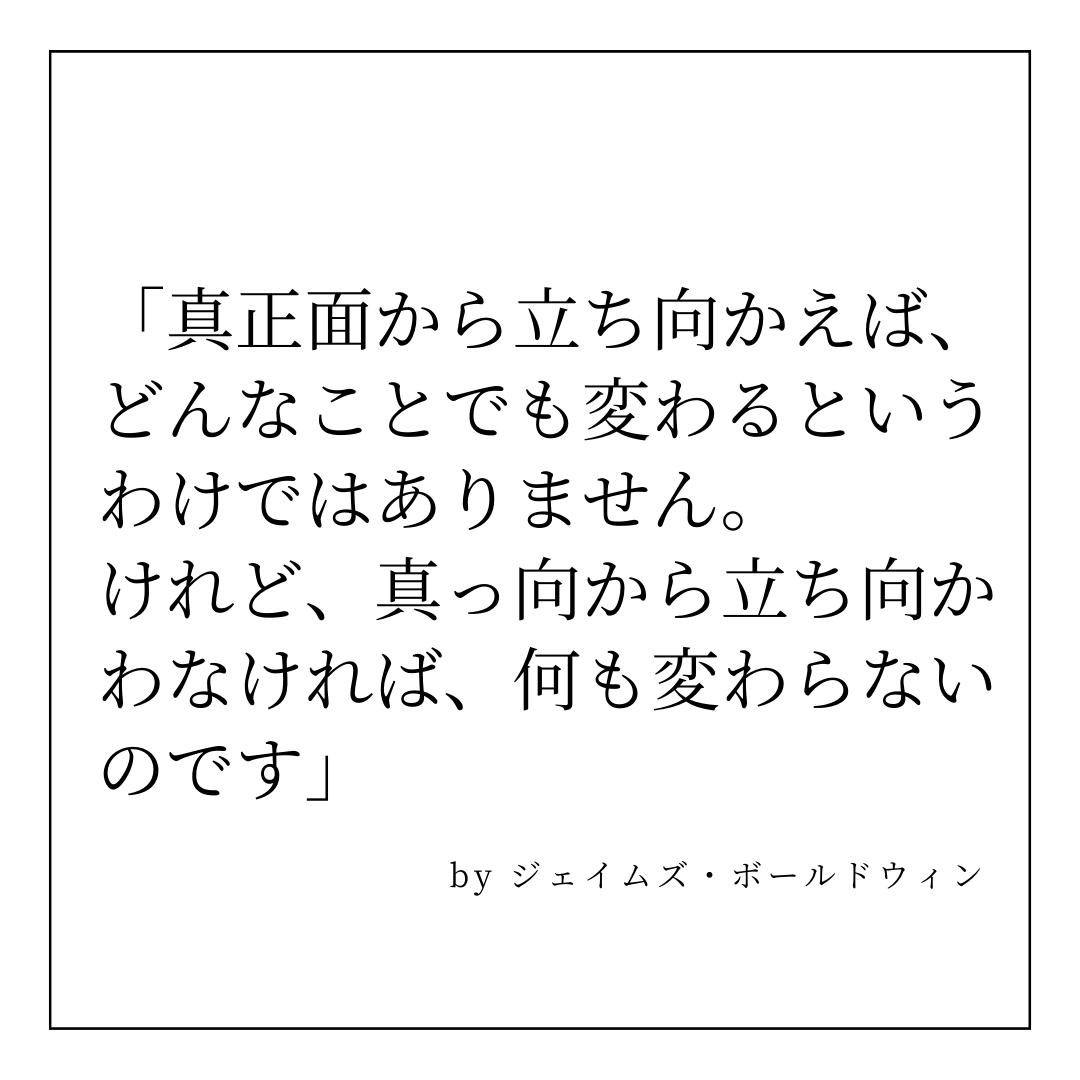 「真正面から立ち向かえば、
どんなことでも変わるという
わけではありません。
けれど、真っ向から立ち向か
わなければ、何も変わらない
のです」
by ジェイムズ・ボールドウィン